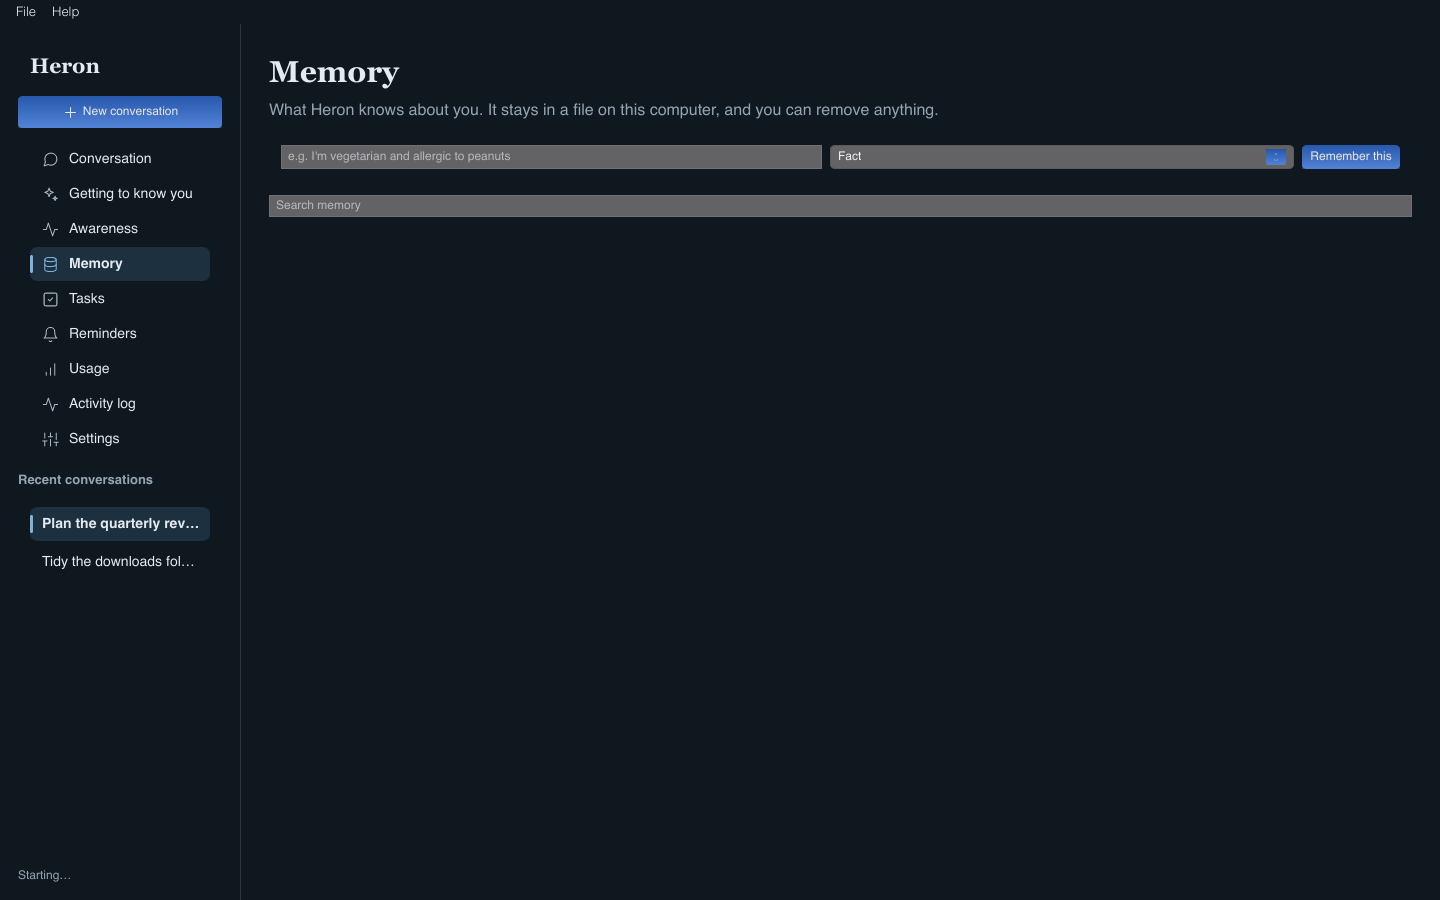 File Help
Heron
New conversation
Conversation
Getting to know you
Awareness
Memory
Tasks
Reminders
Usage
Activity log
Settings
Recent conversations
Plan the quarterly rev…
Tidy the downloads fol…
Starting…
Memory
What Heron knows about you. It stays in a file on this computer, and you can remove anything.
e.g. I'm vegetarian and allergic to peanuts
Fact
Remember this
Search memory